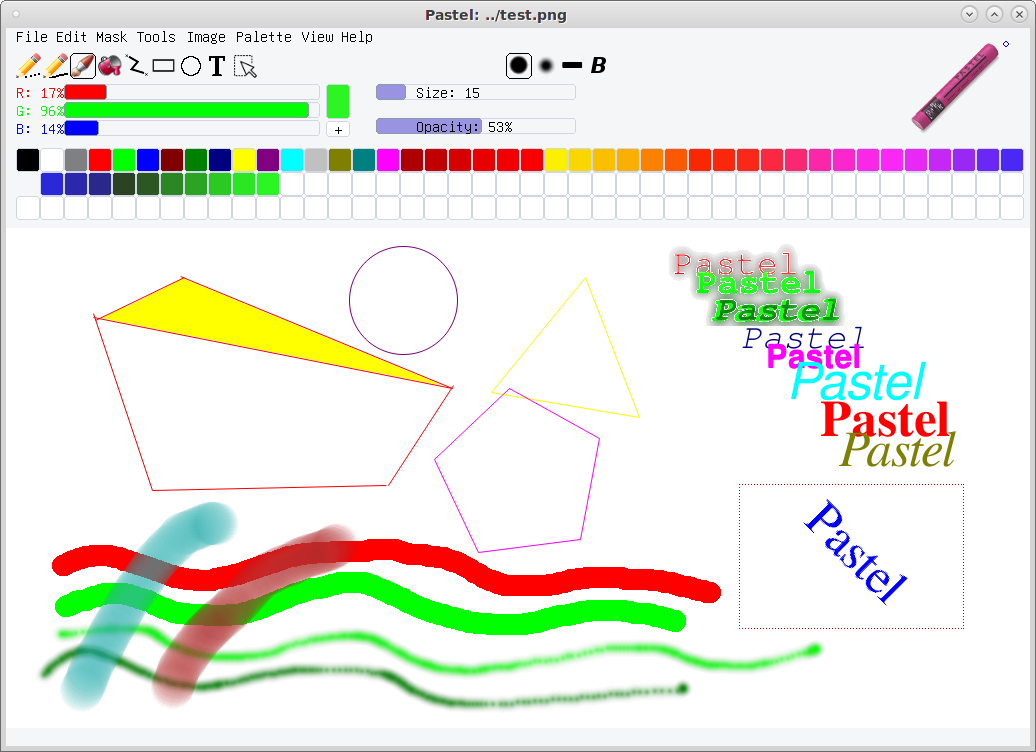 Pastel: ../test.png
File Edit Mask Tools Image Palette View Help
T B
R: 17%
Size: 15
G: 96%
B: 14%
+
Opacity: 53%
PASTEL
Pastel
Pastel
Pastel
Pastel
Pastel
Pastel
Pastel
Pastel
Pastel